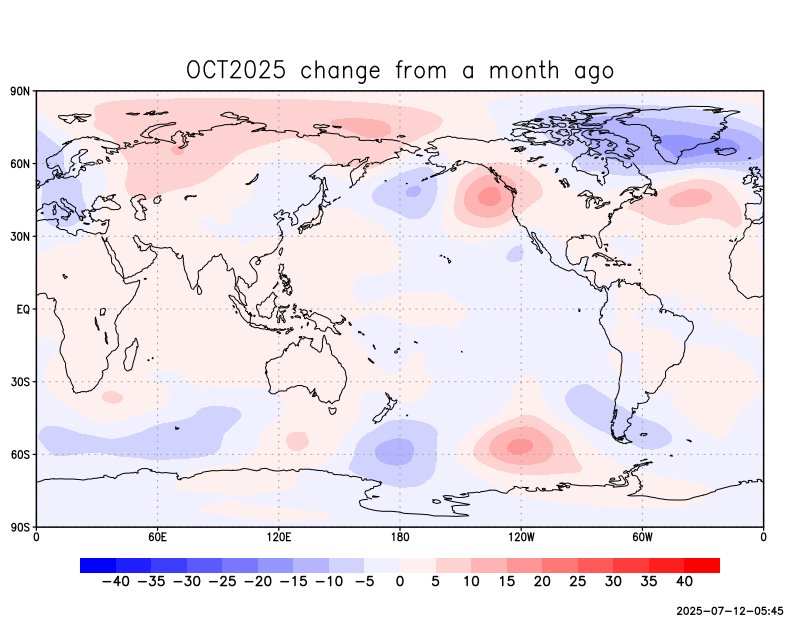 OCT2025 change from a month ago
90N
60N
30N
EQ
30S
60S
90S
0 60E 120E 180 120W 60W 0
−40 −35 −30 −25 −20 −15 −10 −5 0 5 10 15 20 25 30 35 40
2025-07-12-05:45